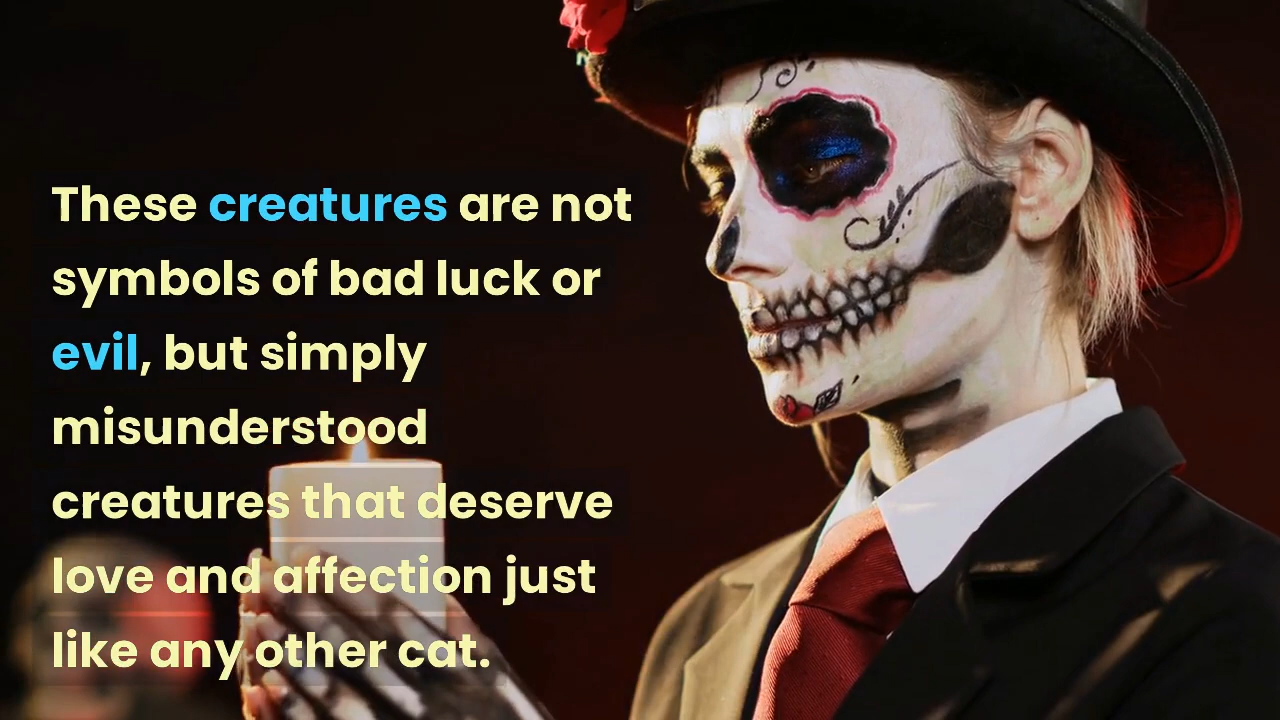 These creatures are not
symbols of bad luck or
evil, but simply
misunderstood
creatures that deserve
love and affection just
like any other cat.